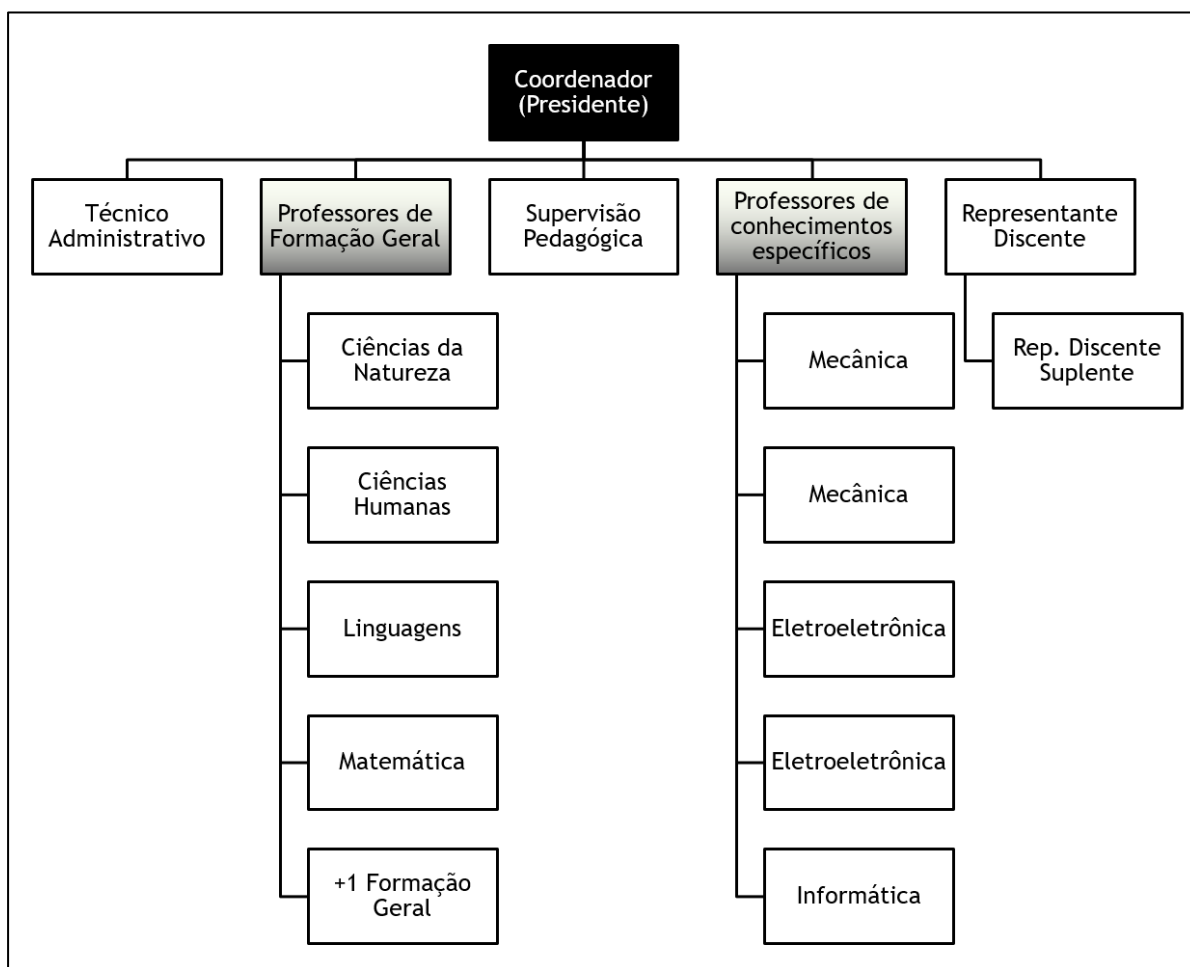 Coordenador
(Presidente)
Técnico
Administrativo
Professores de
Formação Geral
Supervisão
Pedagógica
Professores de
conhecimentos
específicos
Representante
Discente
Ciências da
Natureza
Ciências
Humanas
Linguagens
Matemática
+1 Formação
Geral
Mecânica
Mecânica
Eletroeletrônica
Eletroeletrônica
Informática
Rep. Discente
Suplente